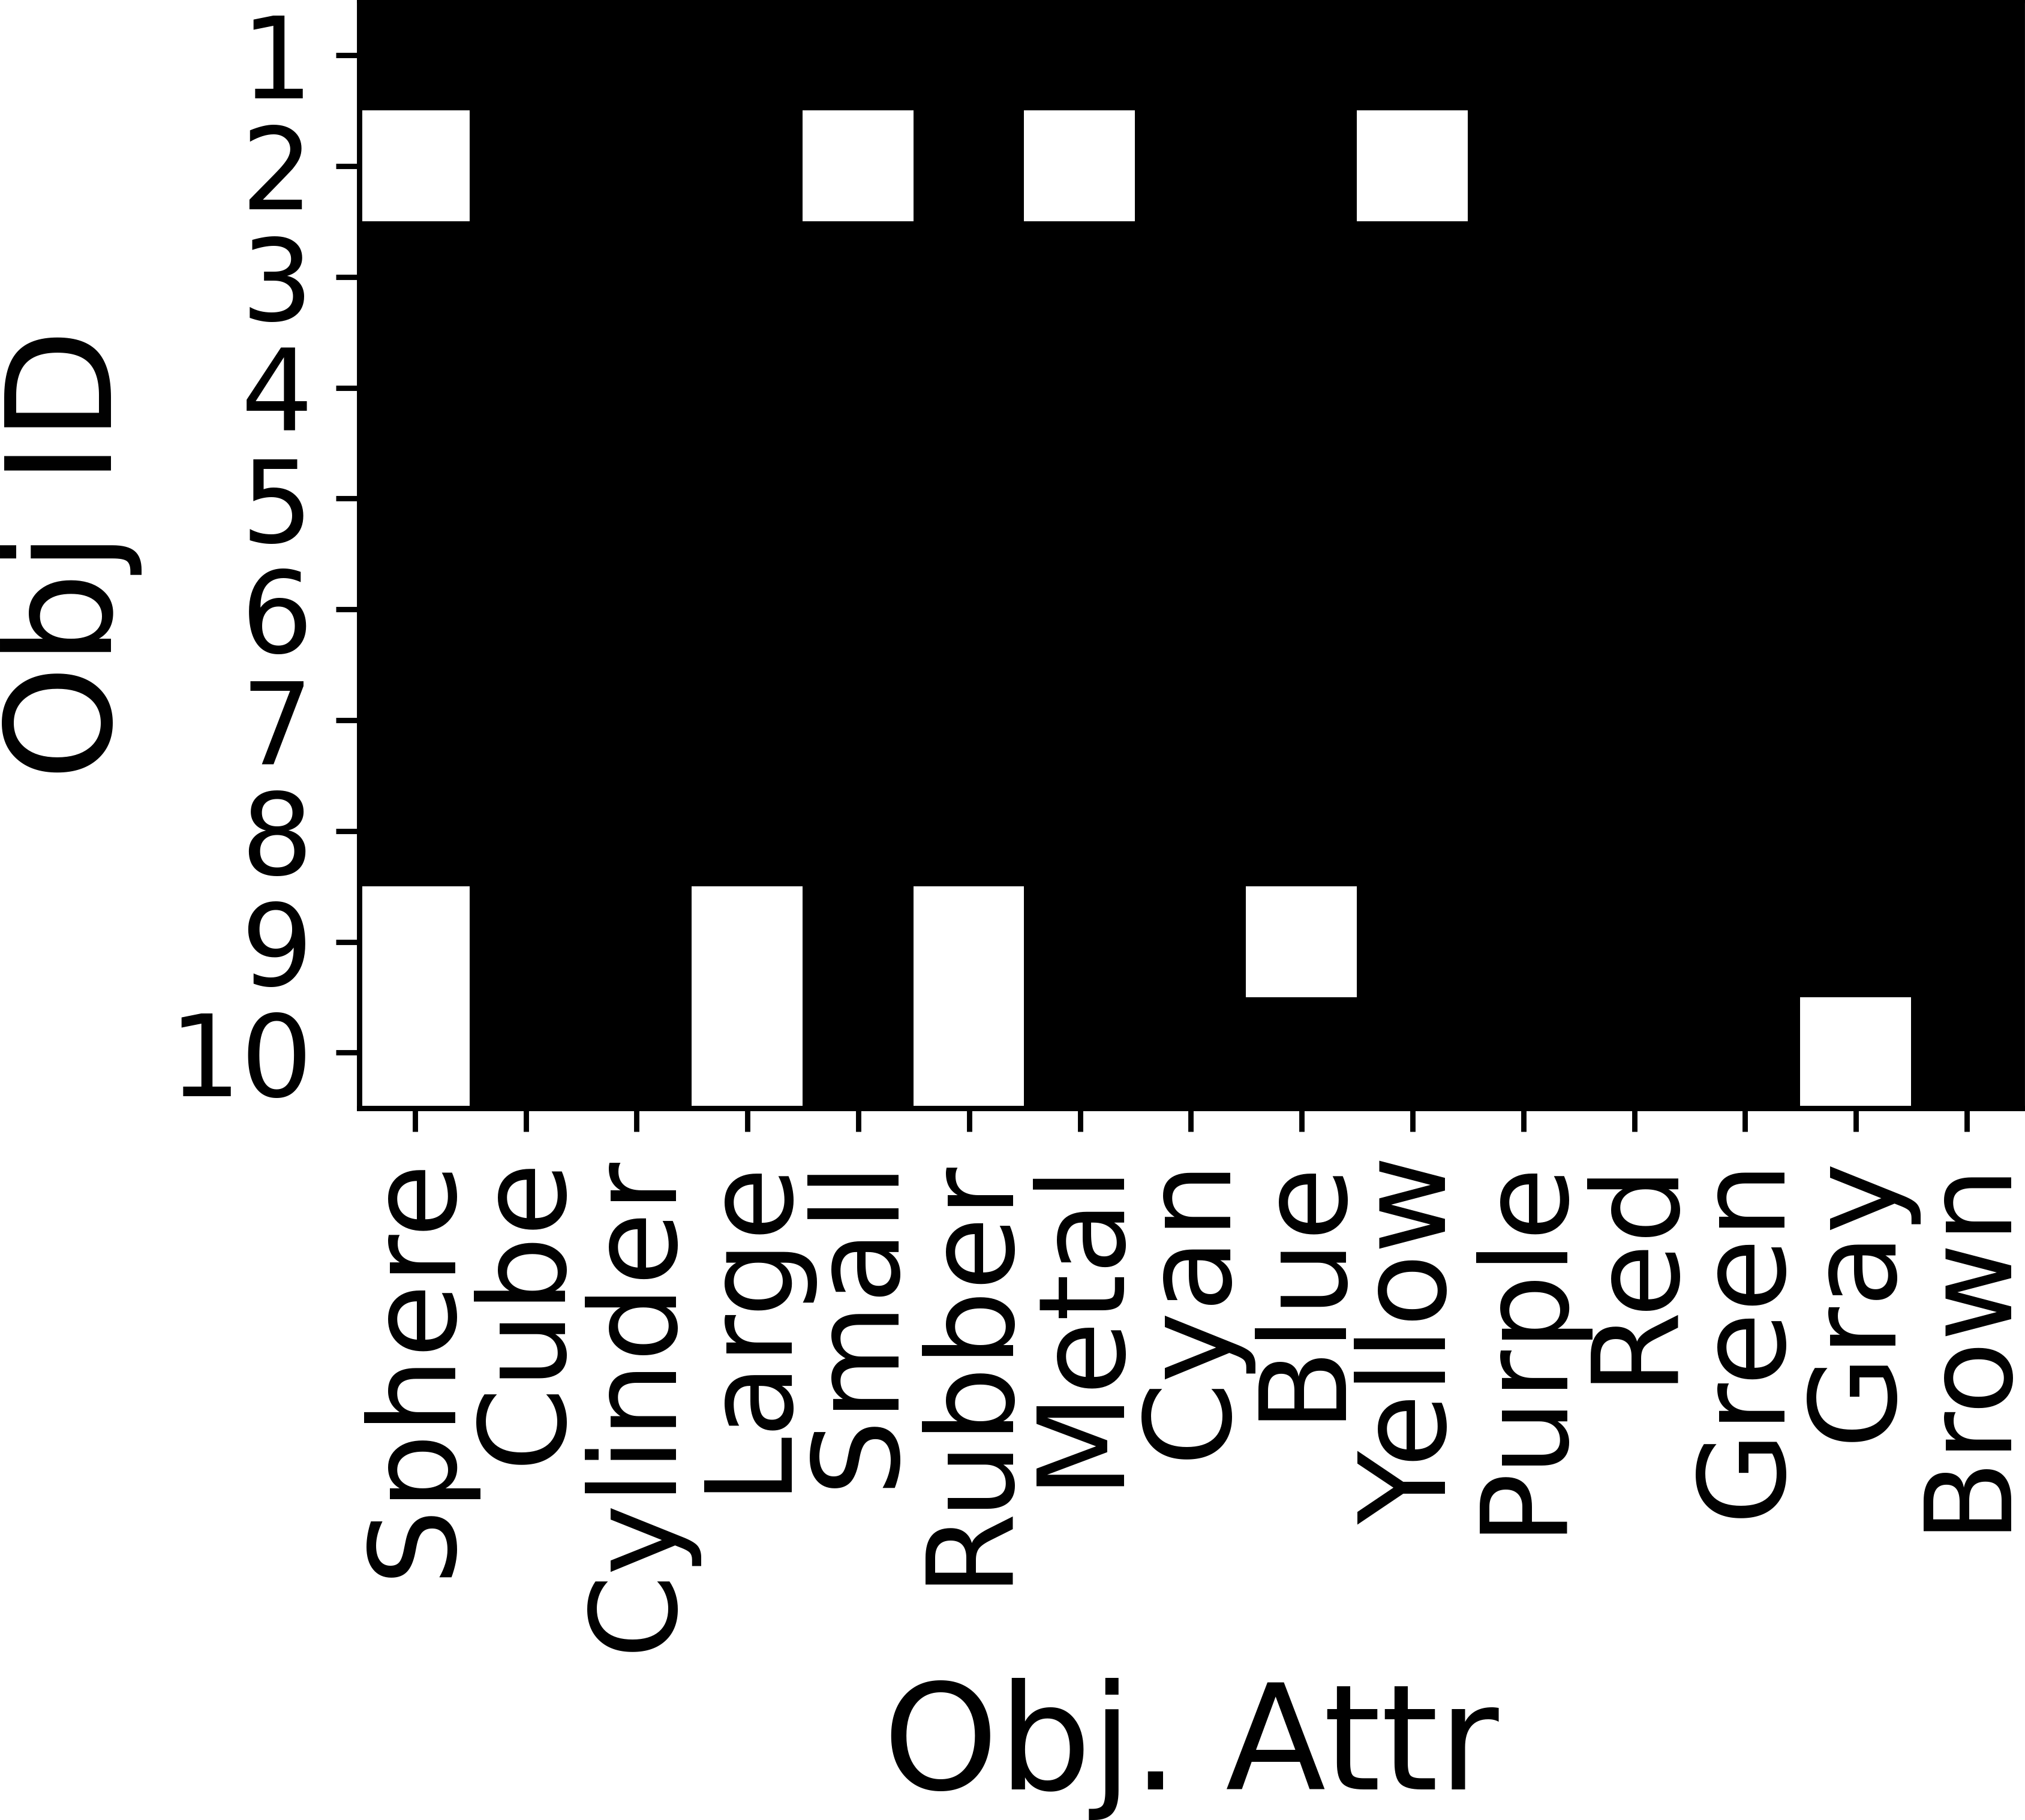 Obj ID
1
2
3
4
5
6
7
8
9
10
Sphere
Cube
Cylinder
Large
Small
Rubber
Metal
Cyan
Blue
Yellow
Purple
Red
Green
Gray
Brown
Obj. Attr